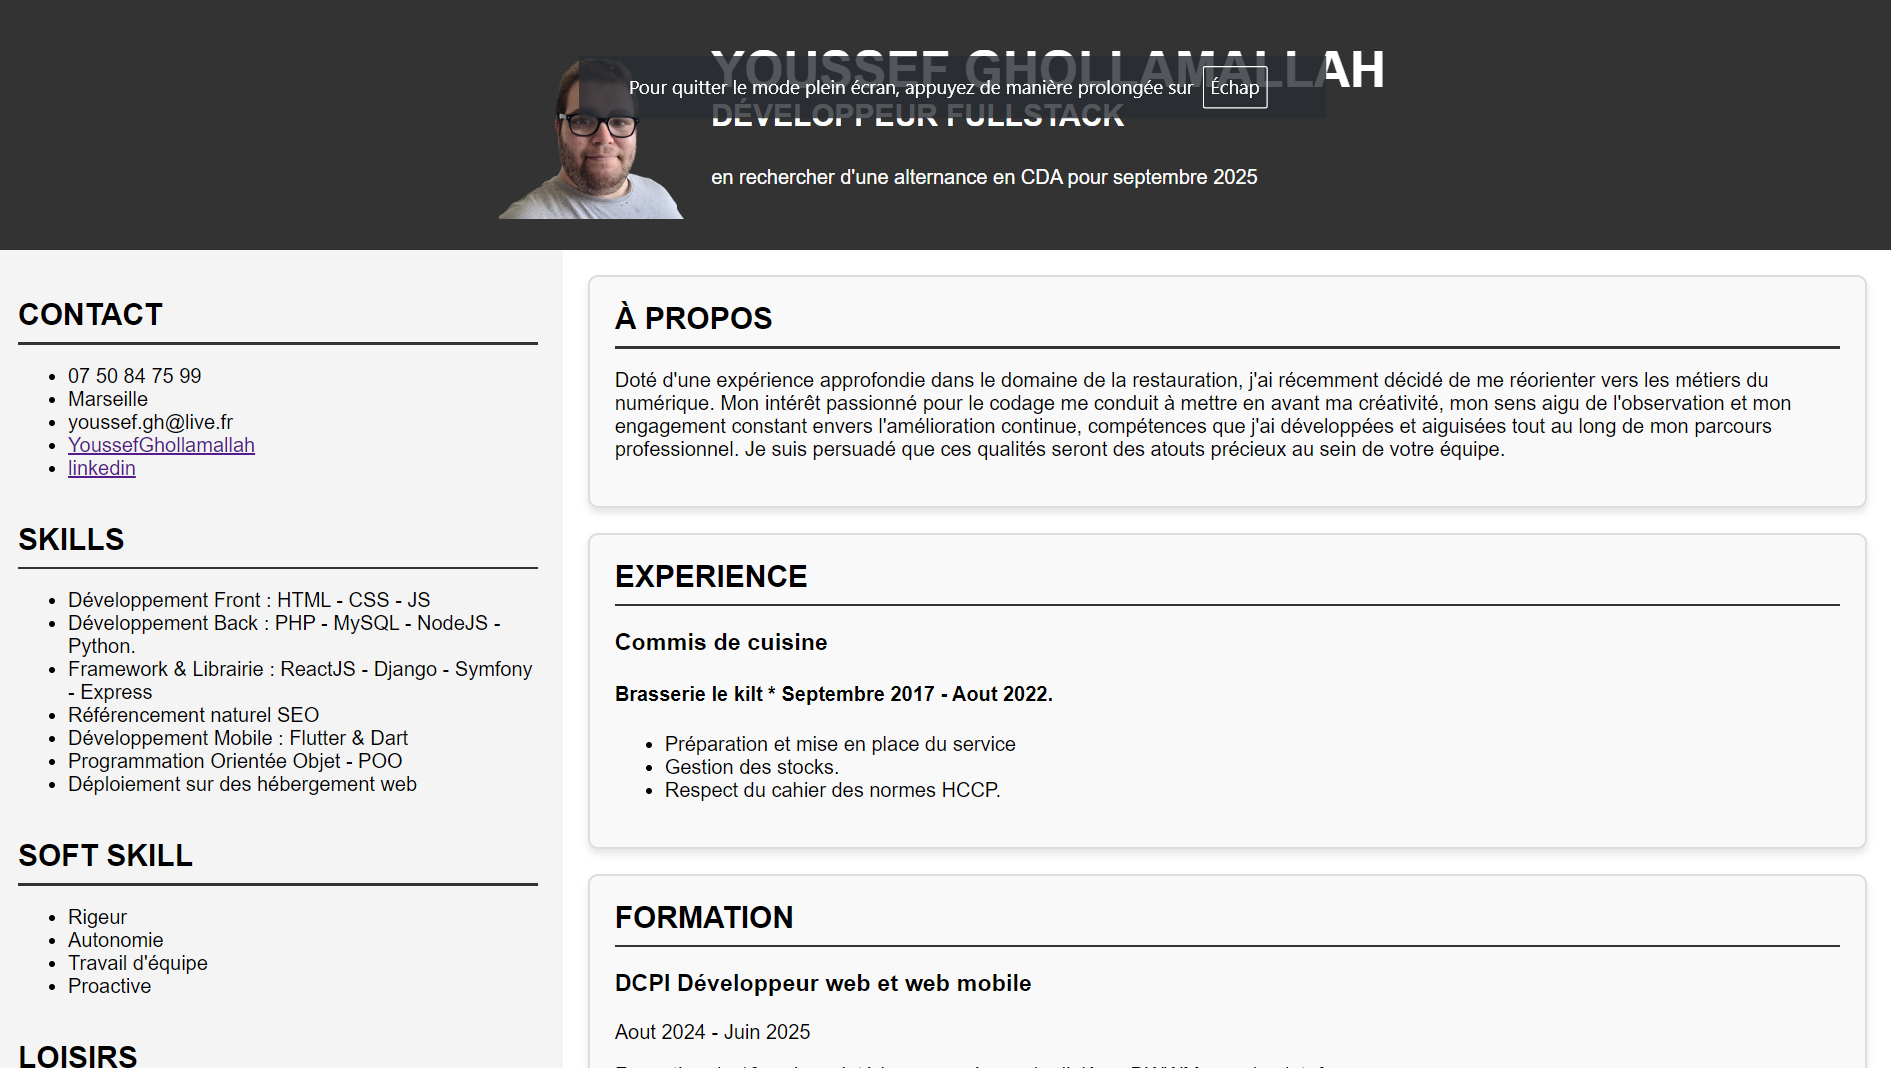 YOUSSEF GHOLLAMALLAH
Pour quitter le mode plein écran, appuyez de manière prolongée sur Échap
DÉVELOPPEUR FULLSTACK
en rechercher d'une alternance en CDA pour septembre 2025
CONTACT
07 50 84 75 99
Marseille
youssef.gh@live.fr
YoussefGhollamallah
linkedin
SKILLS
Développement Front : HTML - CSS - JS
Développement Back : PHP - MySQL - NodeJS -
Python.
Framework & Librairie : ReactJS - Django - Symfony
- Express
Référencement naturel SEO
Développement Mobile : Flutter & Dart
Programmation Orientée Objet - POO
Déploiement sur des hébergement web
SOFT SKILL
Rigeur
Autonomie
Travail d'équipe
Proactive
LOISIRS
À PROPOS
Doté d'une expérience approfondie dans le domaine de la restauration, j'ai récemment décidé de me réorienter vers les métiers du
numérique. Mon intérêt passionné pour le codage me conduit à mettre en avant ma créativité, mon sens aigu de l'observation et mon
engagement constant envers l'amélioration continue, compétences que j'ai développées et aiguisées tout au long de mon parcours
professionnel. Je suis persuadé que ces qualités seront des atouts précieux au sein de votre équipe.
EXPERIENCE
Commis de cuisine
Brasserie le kilt * Septembre 2017 - Aout 2022.
Préparation et mise en place du service
Gestion des stocks.
Respect du cahier des normes HCCP.
FORMATION
DCPI Développeur web et web mobile
Aout 2024 - Juin 2025